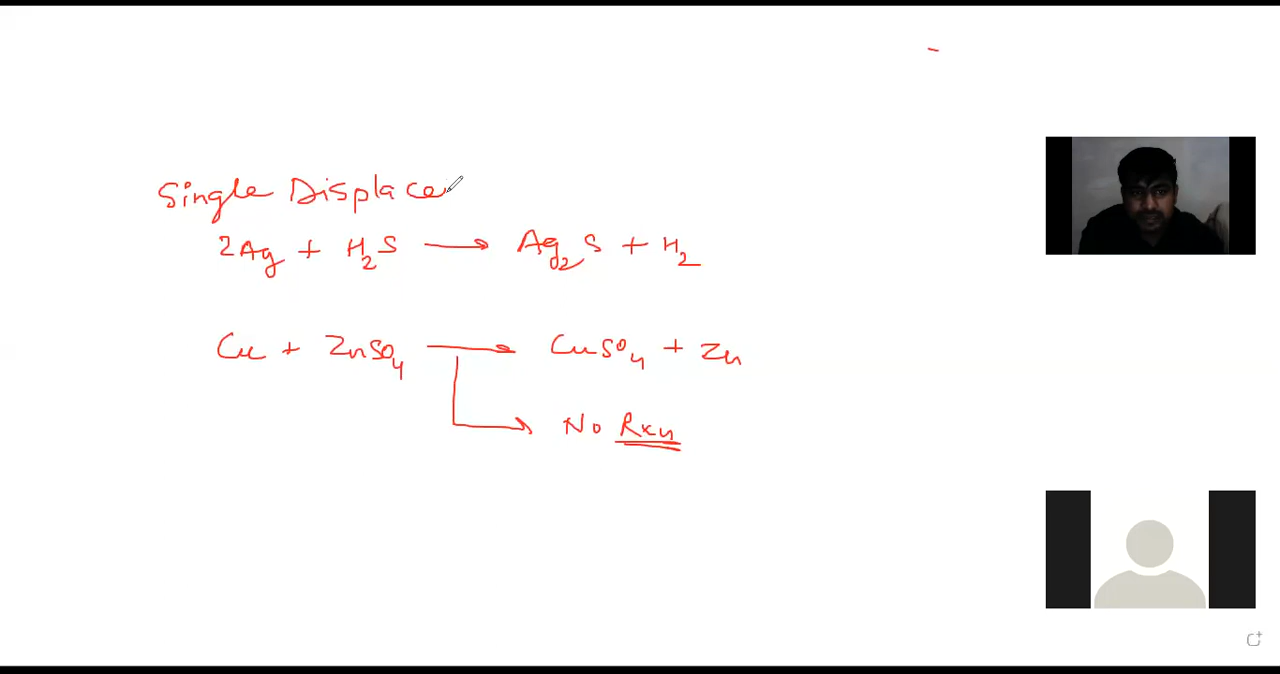 Single Displace
2Ag + H₂S → Ag₂S + H₂
Cu + ZnSO₄ → CuSO₄ + Zn
→ No Rxn